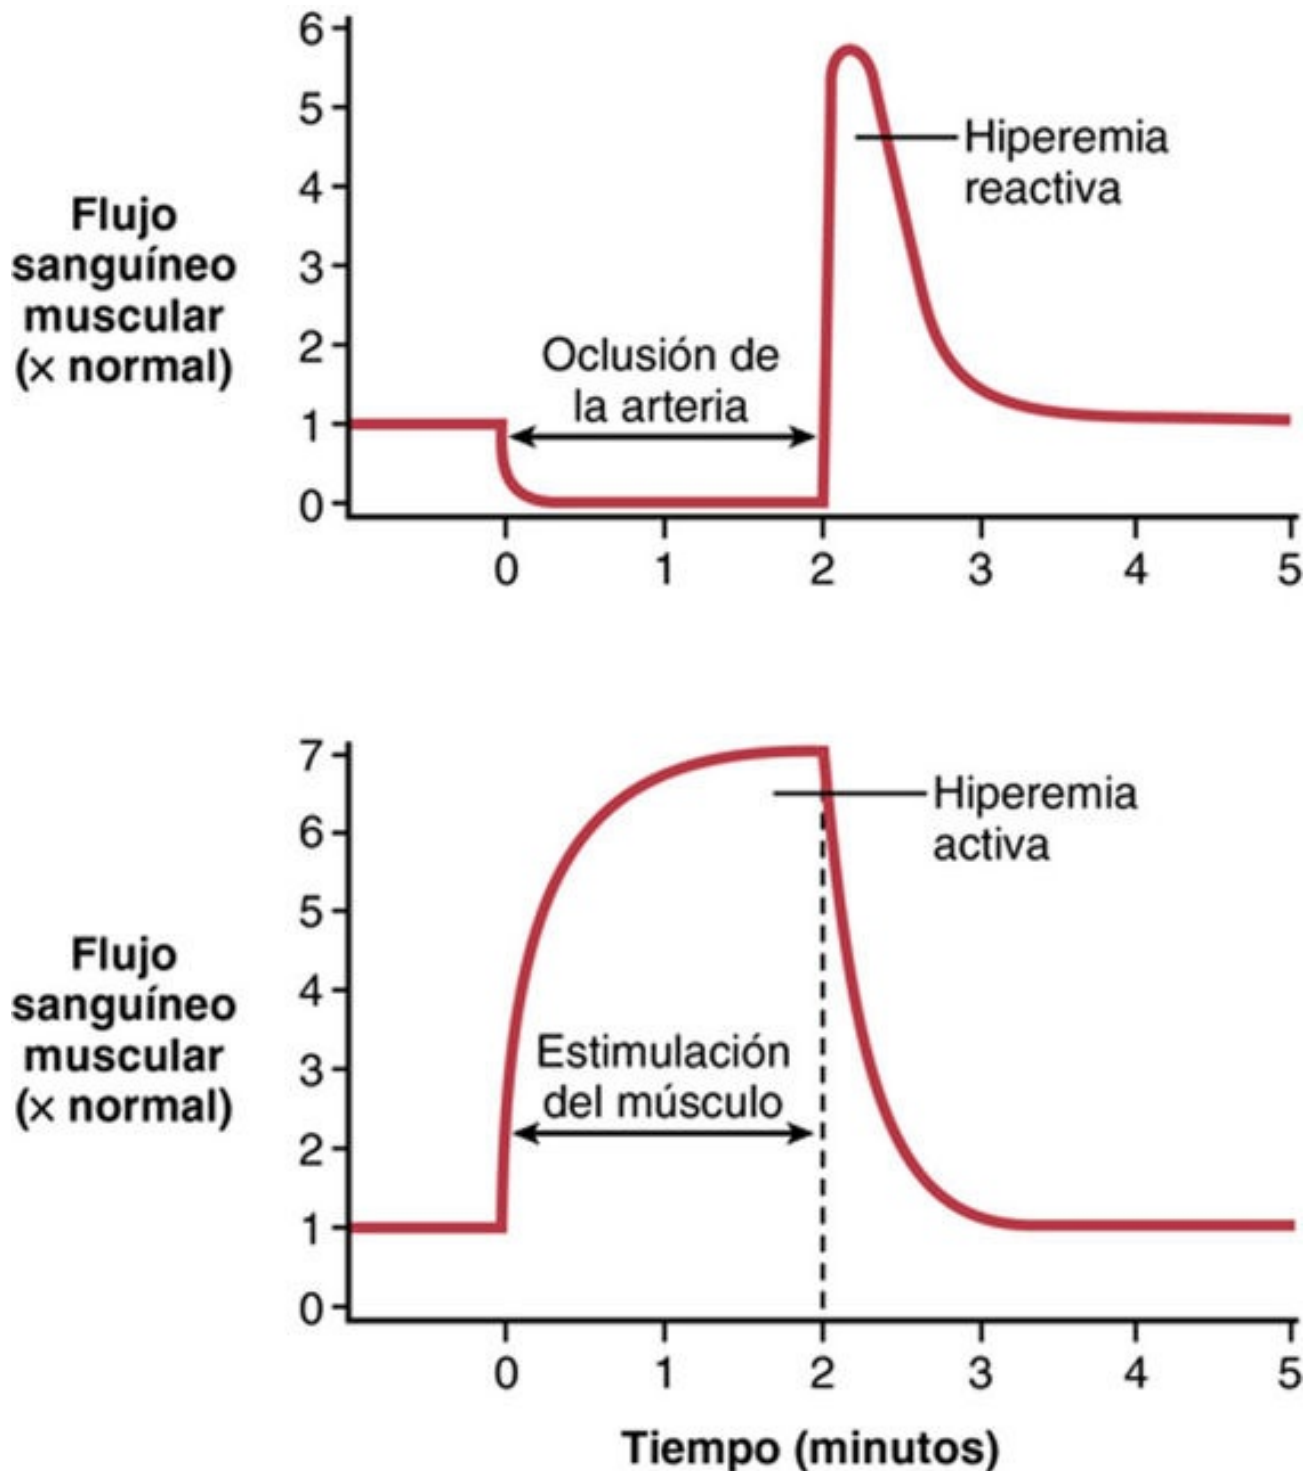 6
5
4
3
2
1
0
Flujo
sanguíneo
muscular
(× normal)
Hiperemia
reactiva
Oclusión de
la arteria
0 1 2 3 4 5
7
6
5
4
3
2
1
0
Flujo
sanguíneo
muscular
(× normal)
Hiperemia
activa
Estimulación
del músculo
0 1 2 3 4 5
Tiempo (minutos)